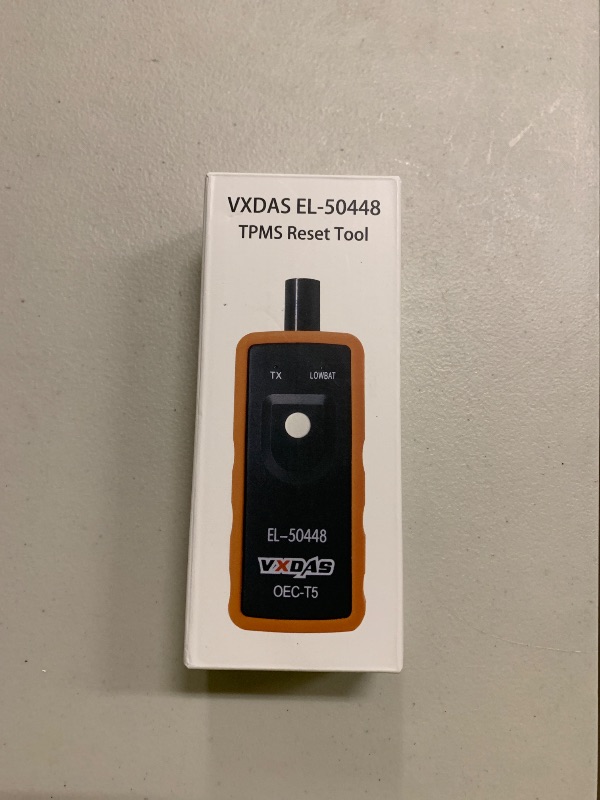 VXDAS EL-50448
TPMS Reset Tool
TX LOWBAT
EL-50448
VXDAS
OEC-T5